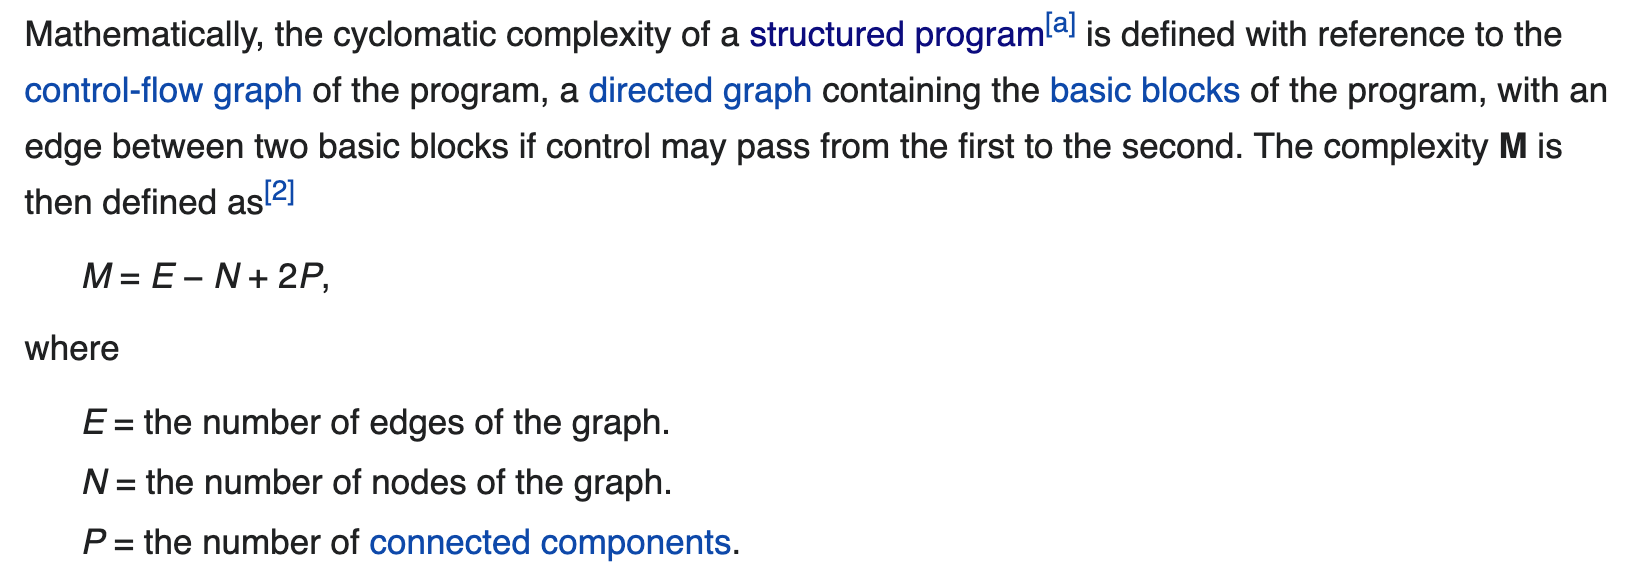 Mathematically, the cyclomatic complexity of a structured program[a] is defined with reference to the
control-flow graph of the program, a directed graph containing the basic blocks of the program, with an
edge between two basic blocks if control may pass from the first to the second. The complexity M is
then defined as[2]
M = E − N + 2P,
where
E = the number of edges of the graph.
N = the number of nodes of the graph.
P = the number of connected components.